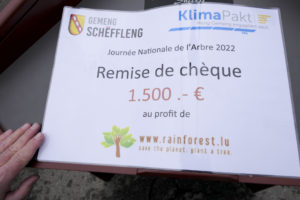 GEMENG
SCHËFFLENG
KlimaPakt
Journée Nationale de l'Arbre 2022
Remise de chèque
1.500 .- €
au profit de
www.rainforest.lu
save the planet. plant a tree.